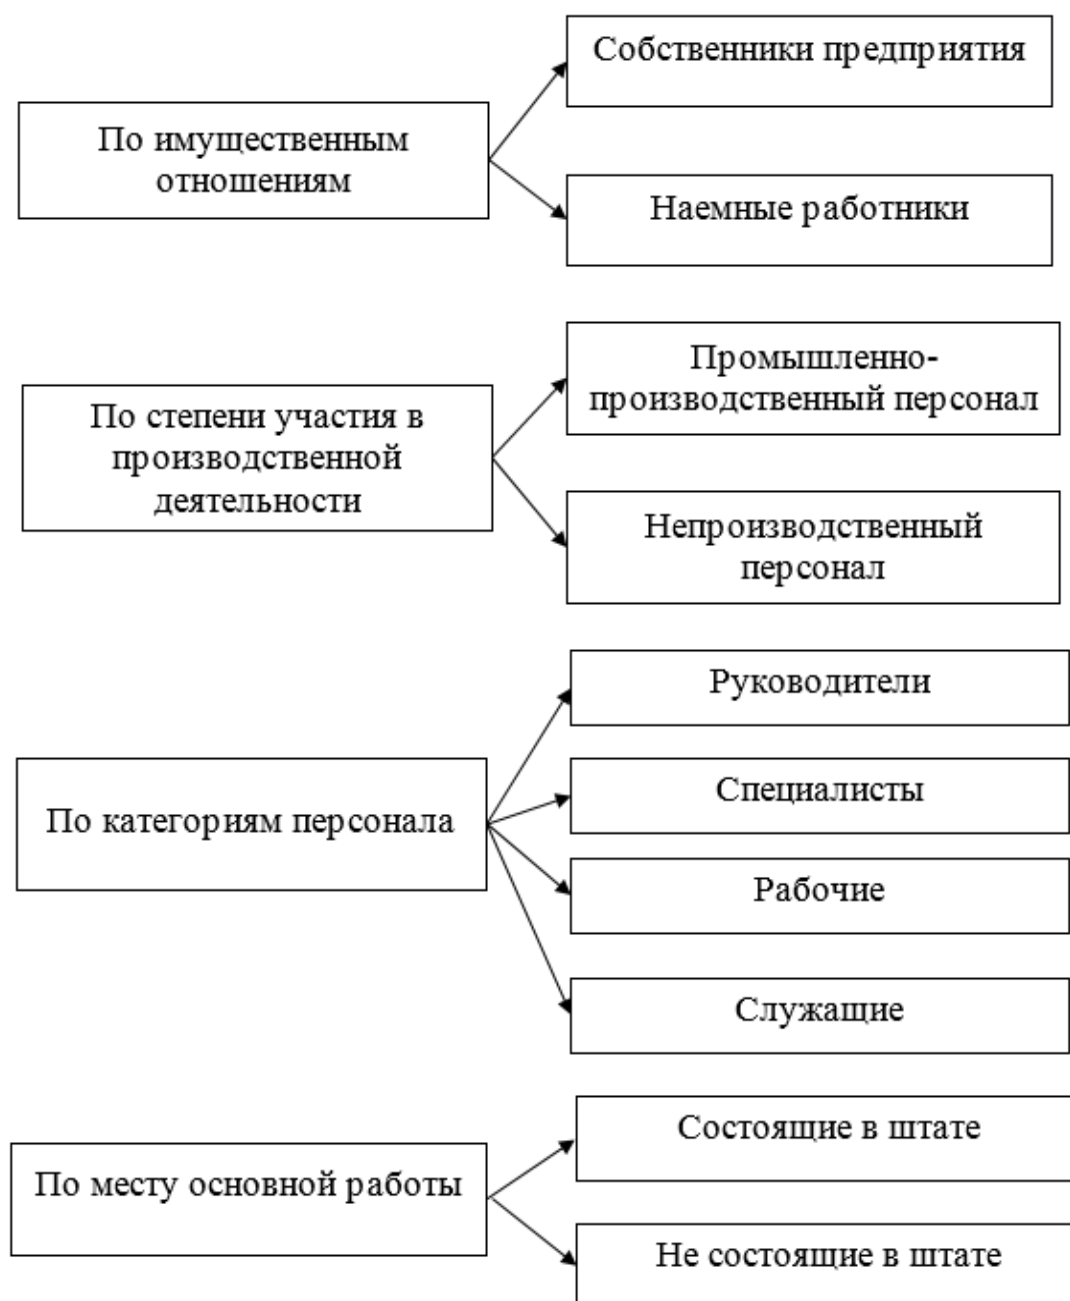 Собственники предприятия
По имущественным
отношениям
Наемные работники
Промышленно-
производственный персонал
По степени участия в
производственной
деятельности
Непроизводственный
персонал
Руководители
Специалисты
По категориям персонала
Рабочие
Служащие
Состоящие в штате
По месту основной работы
Не состоящие в штате